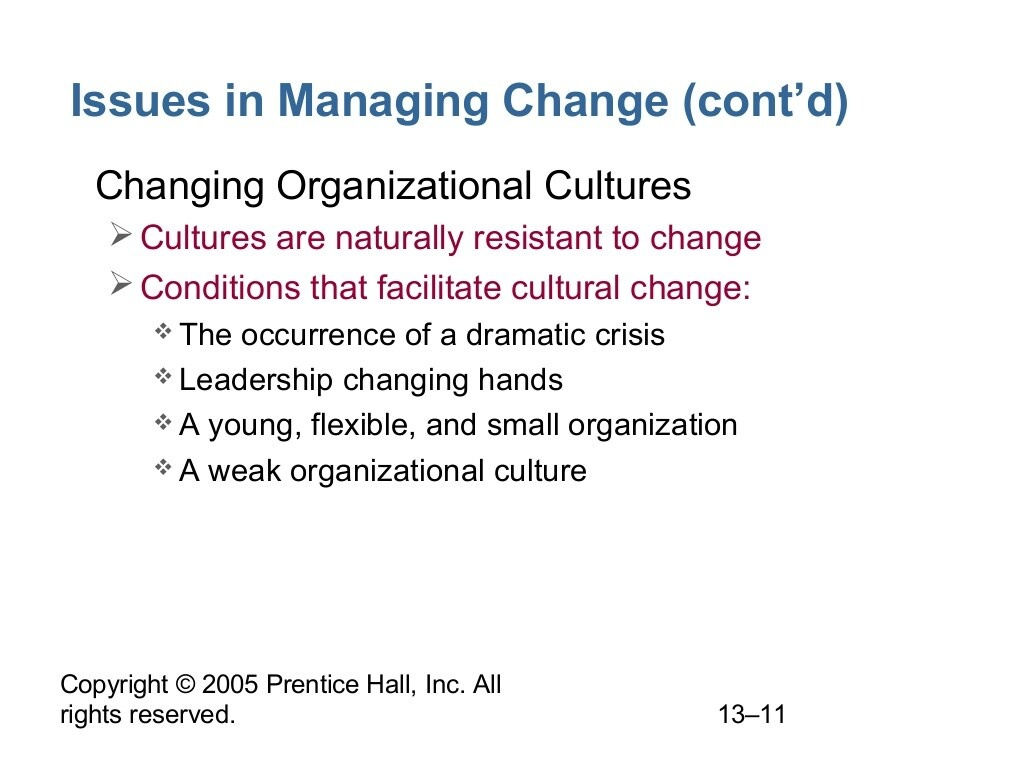 Issues in Managing Change (cont’d)
Changing Organizational Cultures
➢ Cultures are naturally resistant to change
➢ Conditions that facilitate cultural change:
❖ The occurrence of a dramatic crisis
❖ Leadership changing hands
❖ A young, flexible, and small organization
❖ A weak organizational culture
Copyright © 2005 Prentice Hall, Inc. All
rights reserved.
13–11